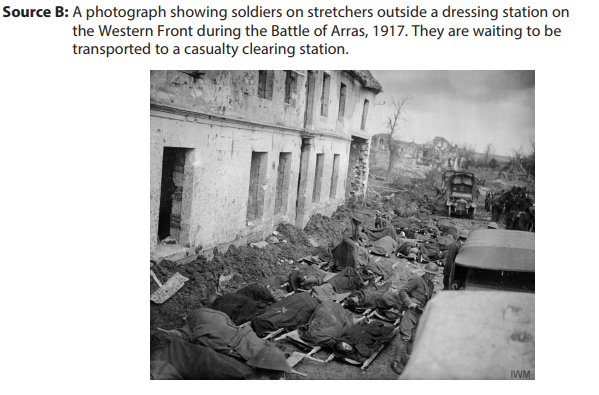 Source B: A photograph showing soldiers on stretchers outside a dressing station on
the Western Front during the Battle of Arras, 1917. They are waiting to be
transported to a casualty clearing station.
IWM